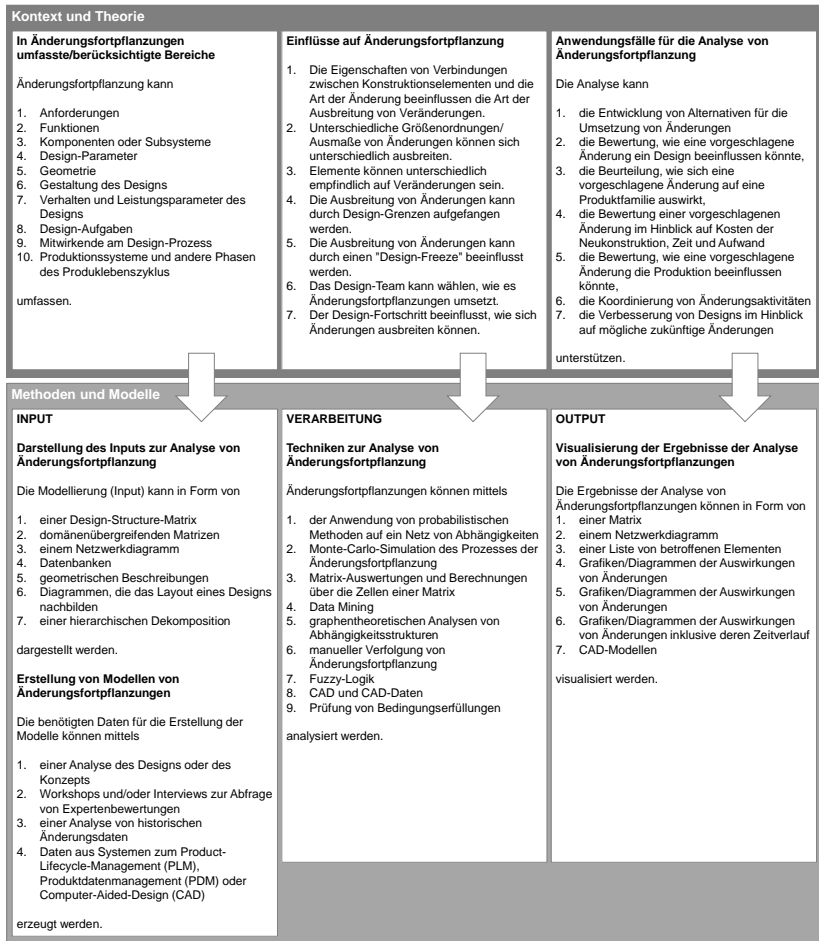 Kontext und Theorie
In Änderungsfortpflanzungen
umfasste/berücksichtigte Bereiche
Änderungsfortpflanzung kann
1. Anforderungen
2. Funktionen
3. Komponenten oder Subsysteme
4. Design-Parameter
5. Geometrie
6. Gestaltung des Designs
7. Verhalten und Leistungsparameter des
Designs
8. Design-Aufgaben
9. Mitwirkende am Design-Prozess
10. Produktionssysteme und andere Phasen
des Produklebenszyklus
umfassen.
Einflüsse auf Änderungsfortpflanzung
1. Die Eigenschaften von Verbindungen
zwischen Konstruktionselementen und die
Art der Änderung beeinflussen die Art der
Ausbreitung von Veränderungen.
2. Unterschiedliche Größenordnungen/
Ausmaße von Änderungen können sich
unterschiedlich ausbreiten.
3. Elemente können unterschiedlich
empfindlich auf Veränderungen sein.
4. Die Ausbreitung von Änderungen kann
durch Design-Grenzen aufgefangen
werden.
5. Die Ausbreitung von Änderungen kann
durch einen "Design-Freeze" beeinflusst
werden.
6. Das Design-Team kann wählen, wie es
Änderungsfortpflanzungen umsetzt.
7. Der Design-Fortschritt beeinflusst, wie sich
Änderungen ausbreiten können.
Anwendungsfälle für die Analyse von
Änderungsfortpflanzung
Die Analyse kann
1. die Entwicklung von Alternativen für die
Umsetzung von Änderungen
2. die Bewertung, wie eine vorgeschlagene
Änderung ein Design beeinflussen könnte,
3. die Beurteilung, wie sich eine
vorgeschlagene Änderung auf eine
Produktfamilie auswirkt,
4. die Bewertung einer vorgeschlagenen
Änderung im Hinblick auf Kosten der
Neukonstruktion, Zeit und Aufwand
5. die Bewertung, wie eine vorgeschlagene
Änderung die Produktion beeinflussen
könnte,
6. die Koordinierung von Änderungsaktivitäten
7. die Verbesserung von Designs im Hinblick
auf mögliche zukünftige Änderungen
unterstützen.
Methoden und Modelle
INPUT
Darstellung des Inputs zur Analyse von
Änderungsfortpflanzung
Die Modellierung (Input) kann in Form von
1. einer Design-Structure-Matrix
2. domänenübergreifenden Matrizen
3. einem Netzwerkdiagramm
4. Datenbanken
5. geometrischen Beschreibungen
6. Diagrammen, die das Layout eines Designs
nachbilden
7. einer hierarchischen Dekomposition
dargestellt werden.
Erstellung von Modellen von
Änderungsfortpflanzungen
Die benötigten Daten für die Erstellung der
Modelle können mittels
1. einer Analyse des Designs oder des
Konzepts
2. Workshops und/oder Interviews zur Abfrage
von Expertenbewertungen
3. einer Analyse von historischen
Änderungsdaten
4. Daten aus Systemen zum Product-
Lifecycle-Management (PLM),
Produktdatenmanagement (PDM) oder
Computer-Aided-Design (CAD)
erzeugt werden.
VERARBEITUNG
Techniken zur Analyse von
Änderungsfortpflanzung
Änderungsfortpflanzungen können mittels
1. der Anwendung von probabilistischen
Methoden auf ein Netz von Abhängigkeiten
2. Monte-Carlo-Simulation des Prozesses der
Änderungsfortpflanzung
3. Matrix-Auswertungen und Berechnungen
über die Zellen einer Matrix
4. Data Mining
5. graphentheoretischen Analysen von
Abhängigkeitsstrukturen
6. manueller Verfolgung von
Änderungsfortpflanzung
7. Fuzzy-Logik
8. CAD und CAD-Daten
9. Prüfung von Bedingungserfüllungen
analysiert werden.
OUTPUT
Visualisierung der Ergebnisse der Analyse
von Änderungsfortpflanzungen
Die Ergebnisse der Analyse von
Änderungsfortpflanzungen können in Form von
1. einer Matrix
2. einem Netzwerkdiagramm
3. einer Liste von betroffenen Elementen
4. Grafiken/Diagrammen der Auswirkungen
von Änderungen
5. Grafiken/Diagrammen der Auswirkungen
von Änderungen
6. Grafiken/Diagrammen der Auswirkungen
von Änderungen inklusive deren Zeitverlauf
7. CAD-Modellen
visualisiert werden.